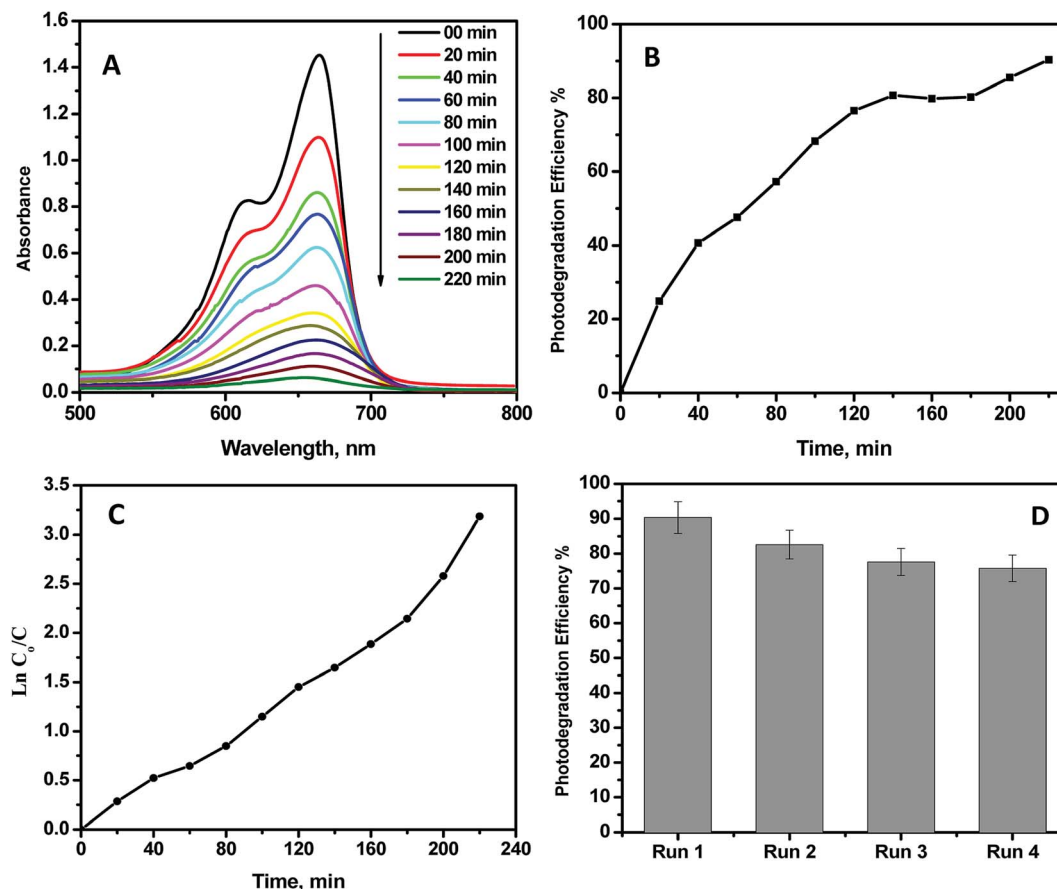 A
Absorbance
1.6
1.4
1.2
1.0
0.8
0.6
0.4
0.2
0.0
500
600
700
800
Wavelength, nm
00 min
20 min
40 min
60 min
80 min
100 min
120 min
140 min
160 min
180 min
200 min
220 min
B
Photodegradation Efficiency %
100
80
60
40
20
0
0
40
80
120
160
200
Time, min
C
Ln C₀/C
3.5
3.0
2.5
2.0
1.5
1.0
0.5
0.0
0
40
80
120
160
200
240
Time, min
D
Photodegradation Efficiency %
100
90
80
70
60
50
40
30
20
10
0
Run 1
Run 2
Run 3
Run 4